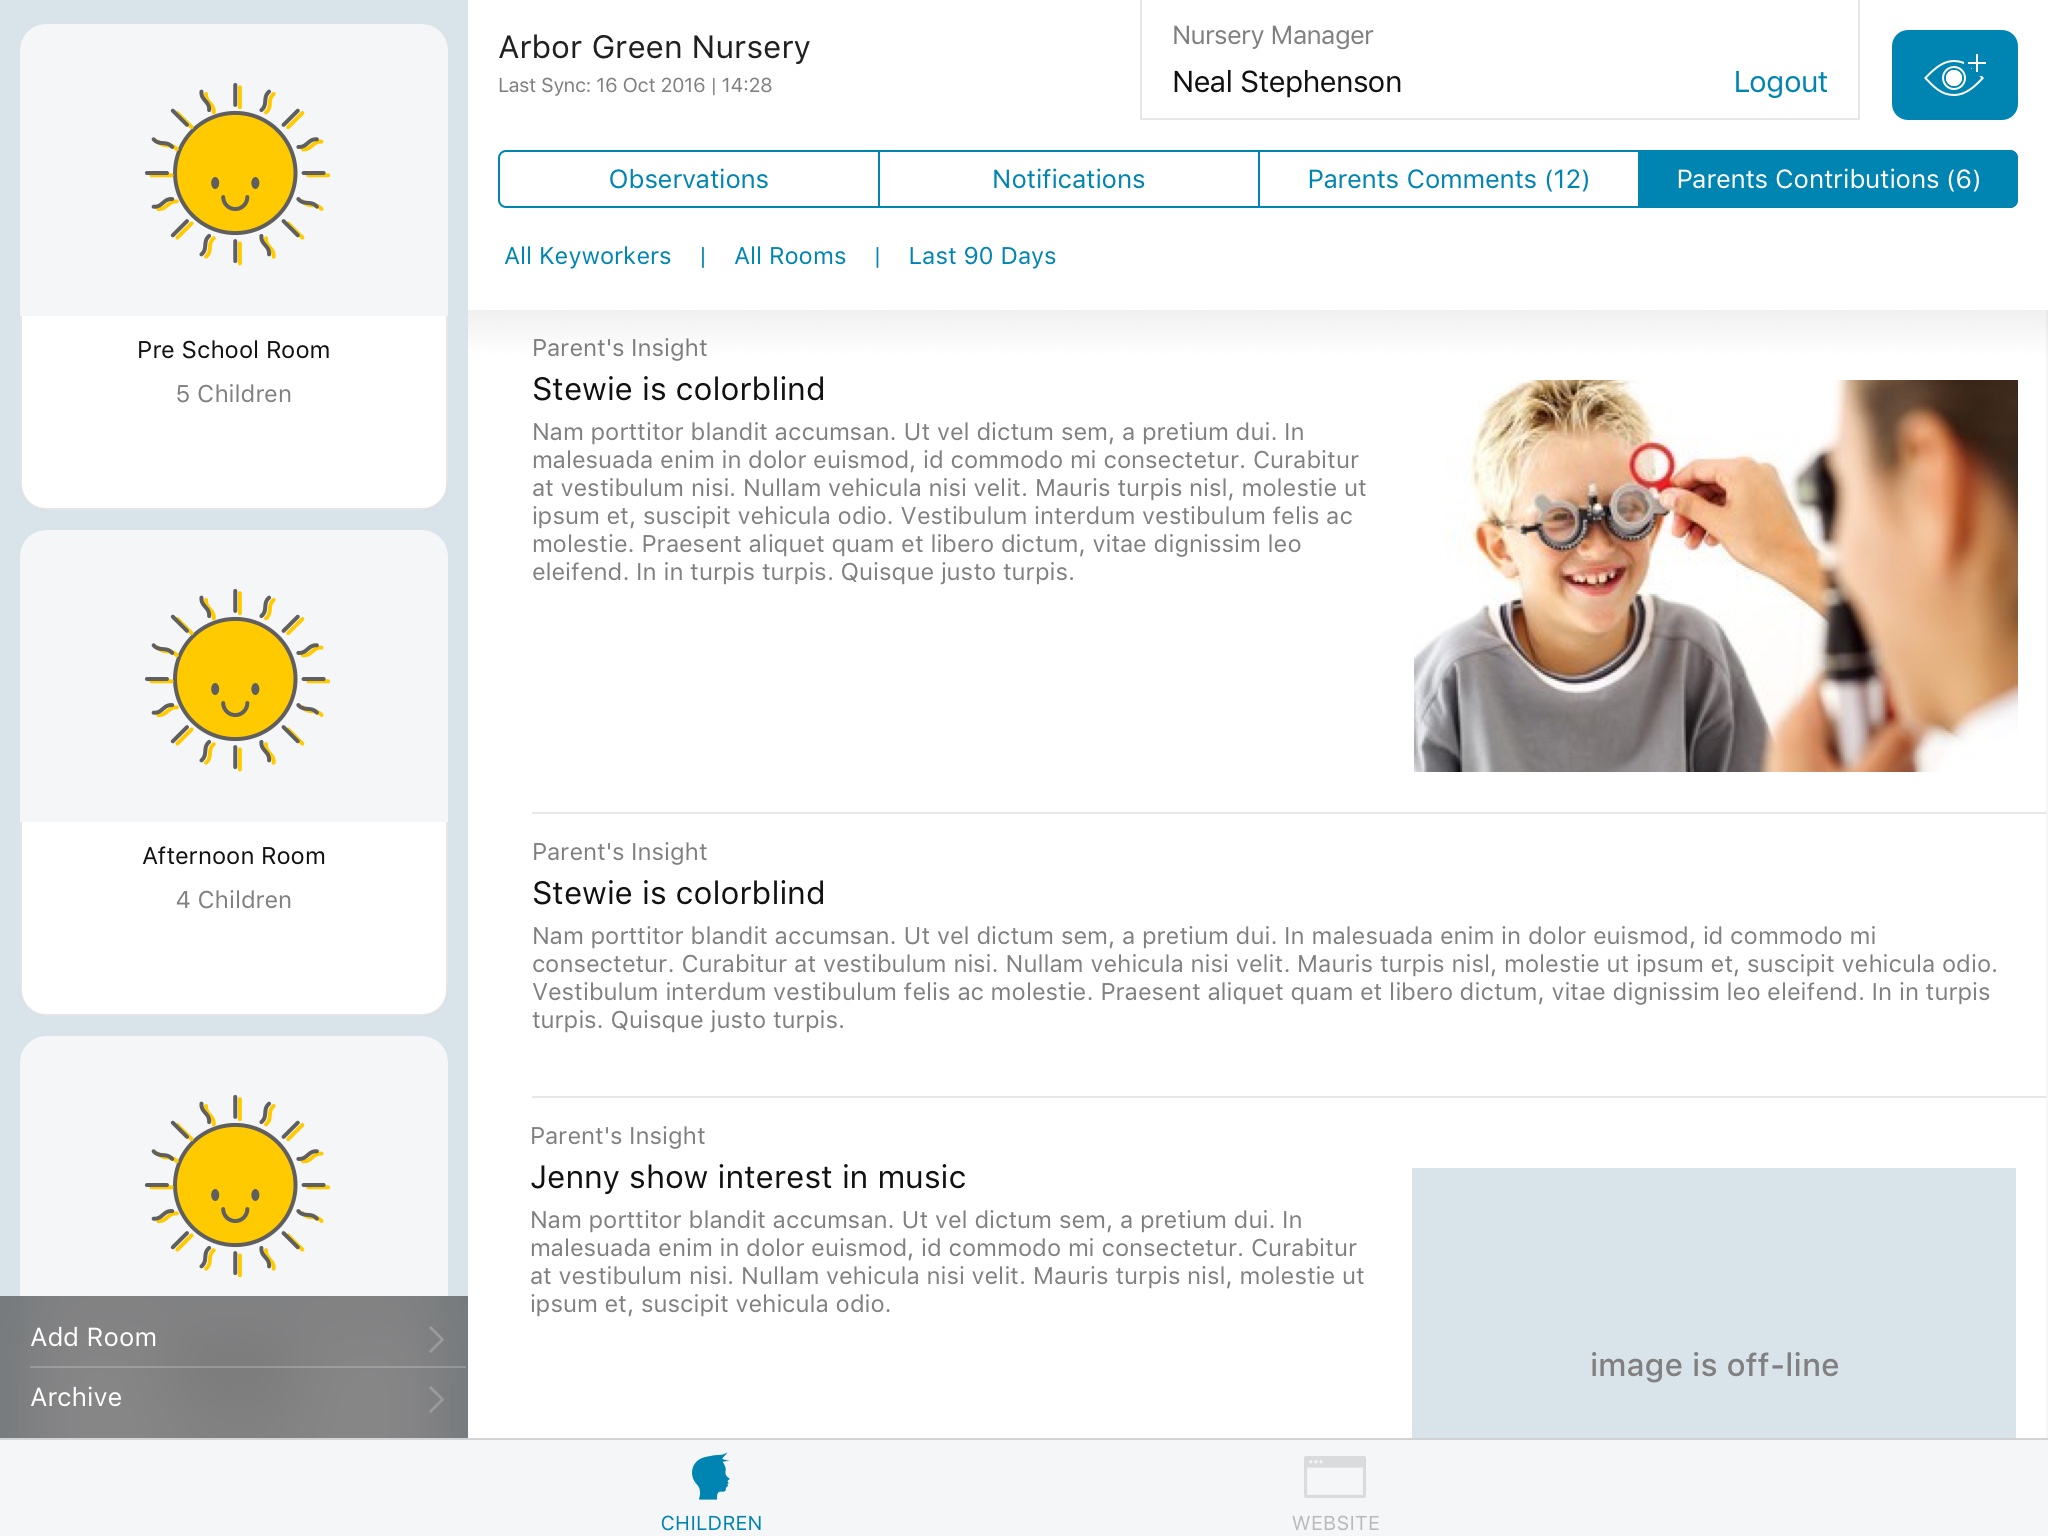 Pre School Room
5 Children
Afternoon Room
4 Children
Add Room
Archive
Arbor Green Nursery
Last Sync: 16 Oct 2016 | 14:28
Nursery Manager
Neal Stephenson
Logout
Observations
Notifications
Parents Comments (12)
Parents Contributions (6)
All Keyworkers | All Rooms | Last 90 Days
Parent's Insight
Stewie is colorblind
Nam porttitor blandit accumsan. Ut vel dictum sem, a pretium dui. In
malesuada enim in dolor euismod, id commodo mi consectetur. Curabitur
at vestibulum nisi. Nullam vehicula nisi velit. Mauris turpis nisl, molestie ut
ipsum et, suscipit vehicula odio. Vestibulum interdum vestibulum felis ac
molestie. Praesent aliquet quam et libero dictum, vitae dignissim leo
eleifend. In in turpis turpis. Quisque justo turpis.
Parent's Insight
Stewie is colorblind
Nam porttitor blandit accumsan. Ut vel dictum sem, a pretium dui. In malesuada enim in dolor euismod, id commodo mi
consectetur. Curabitur at vestibulum nisi. Nullam vehicula nisi velit. Mauris turpis nisl, molestie ut ipsum et, suscipit vehicula odio.
Vestibulum interdum vestibulum felis ac molestie. Praesent aliquet quam et libero dictum, vitae dignissim leo eleifend. In in turpis
turpis. Quisque justo turpis.
Parent's Insight
Jenny show interest in music
Nam porttitor blandit accumsan. Ut vel dictum sem, a pretium dui. In
malesuada enim in dolor euismod, id commodo mi consectetur. Curabitur
at vestibulum nisi. Nullam vehicula nisi velit. Mauris turpis nisl, molestie ut
ipsum et, suscipit vehicula odio.
image is off-line
CHILDREN
WEBSITE